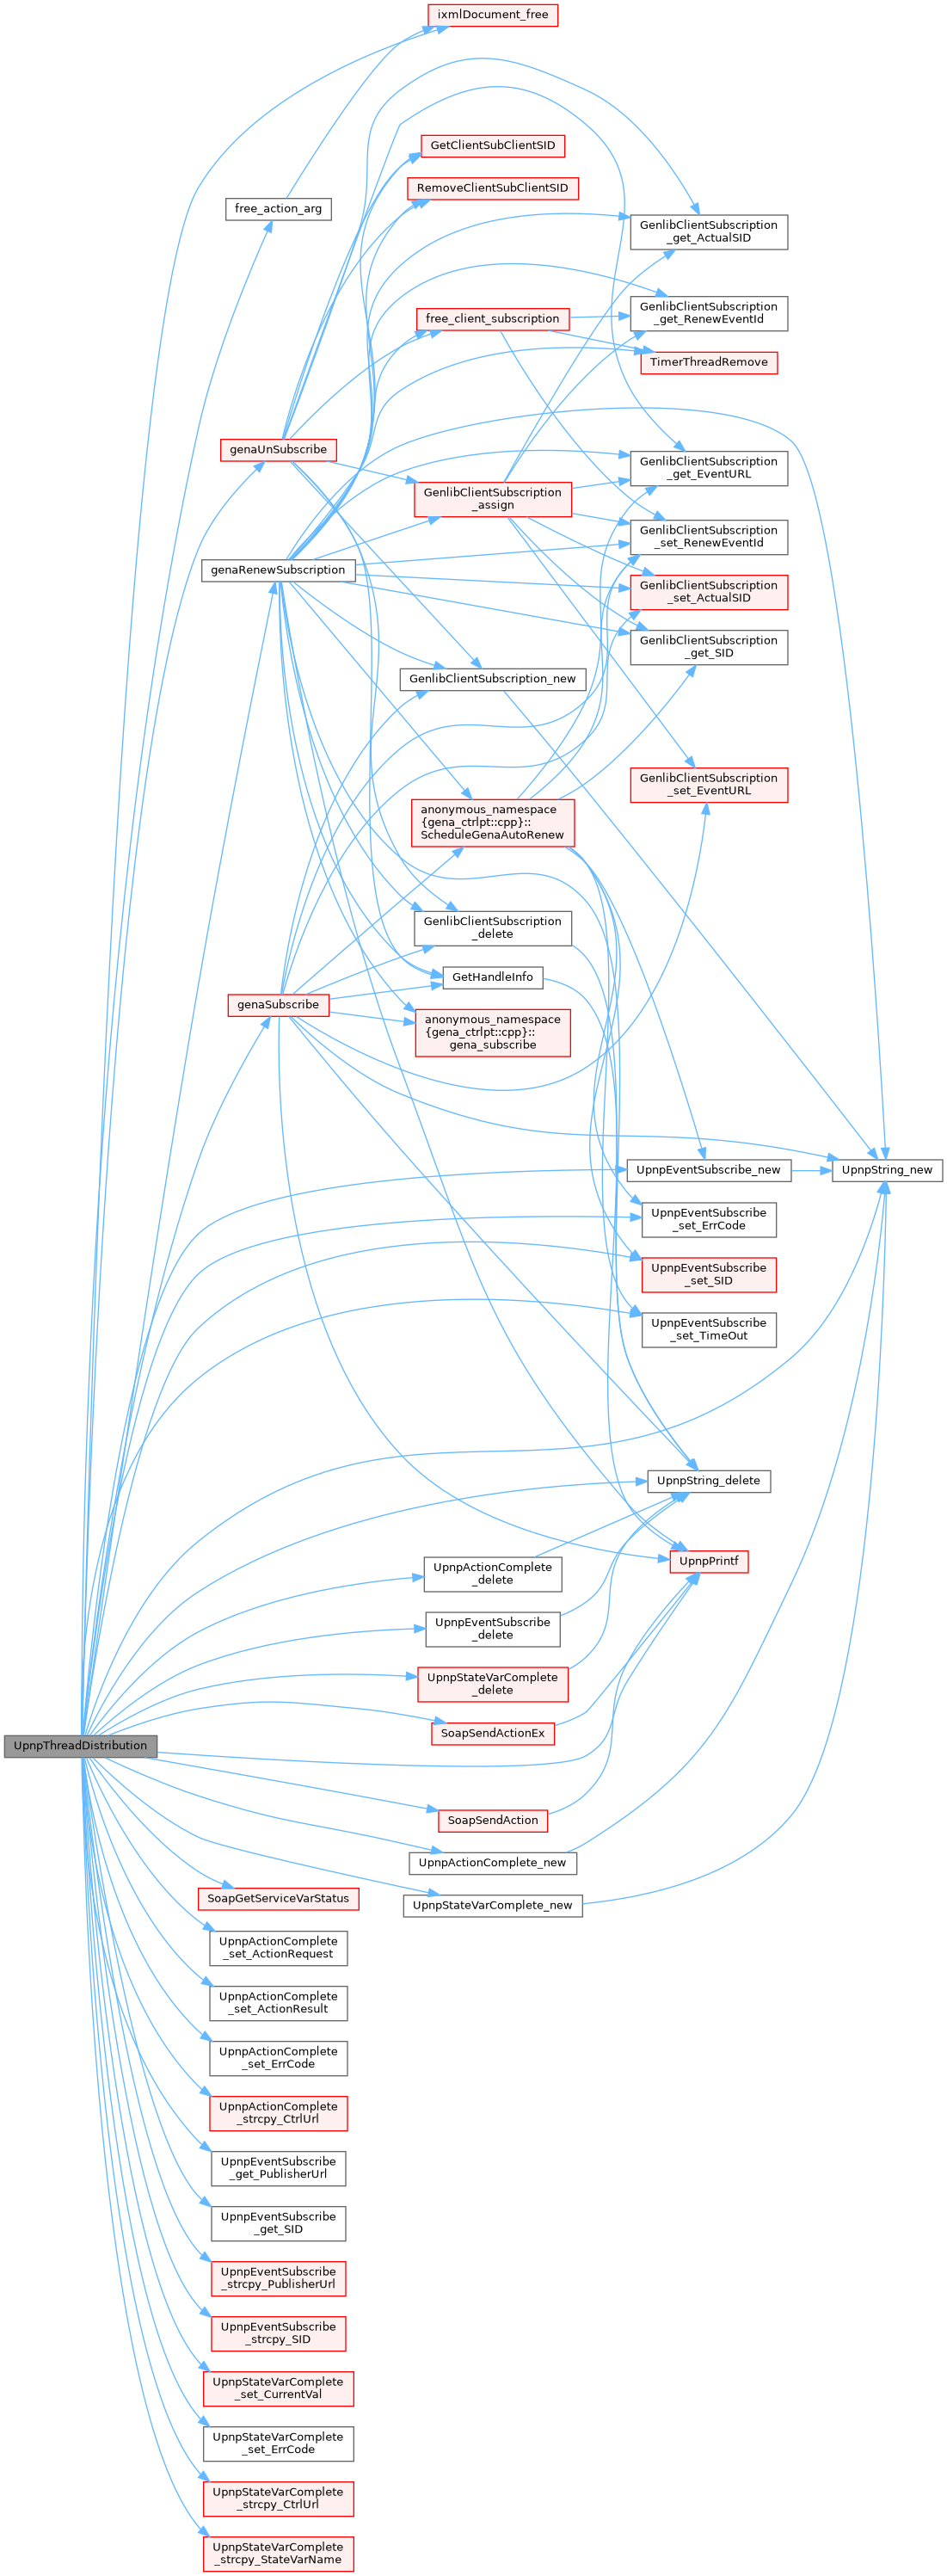 ixmlDocument_free
GetClientSubClientSID
RemoveClientSubClientSID
free_action_arg
GenlibClientSubscription
_get_ActualSID
GenlibClientSubscription
_get_RenewEventId
free_client_subscription
TimerThreadRemove
genaUnSubscribe
GenlibClientSubscription
_get_EventURL
GenlibClientSubscription
_assign
GenlibClientSubscription
_set_RenewEventId
genaRenewSubscription
GenlibClientSubscription
_set_ActualSID
GenlibClientSubscription
_get_SID
GenlibClientSubscription_new
GenlibClientSubscription
_set_EventURL
anonymous_namespace
{gena_ctrlpt::cpp}::
ScheduleGenaAutoRenew
GenlibClientSubscription
_delete
GetHandleInfo
genaSubscribe
anonymous_namespace
{gena_ctrlpt::cpp}::
gena_subscribe
UpnpEventSubscribe_new
UpnpString_new
UpnpEventSubscribe
_set_ErrCode
UpnpEventSubscribe
_set_SID
UpnpEventSubscribe
_set_TimeOut
UpnpString_delete
UpnpPrintf
UpnpActionComplete
_delete
UpnpEventSubscribe
_delete
UpnpStateVarComplete
_delete
SoapSendActionEx
UpnpThreadDistribution
SoapSendAction
UpnpActionComplete_new
UpnpStateVarComplete_new
SoapGetServiceVarStatus
UpnpActionComplete
_set_ActionRequest
UpnpActionComplete
_set_ActionResult
UpnpActionComplete
_set_ErrCode
UpnpActionComplete
_strcpy_CtrlUrl
UpnpEventSubscribe
_get_PublisherUrl
UpnpEventSubscribe
_get_SID
UpnpEventSubscribe
_strcpy_PublisherUrl
UpnpEventSubscribe
_strcpy_SID
UpnpStateVarComplete
_set_CurrentVal
UpnpStateVarComplete
_set_ErrCode
UpnpStateVarComplete
_strcpy_CtrlUrl
UpnpStateVarComplete
_strcpy_StateVarName